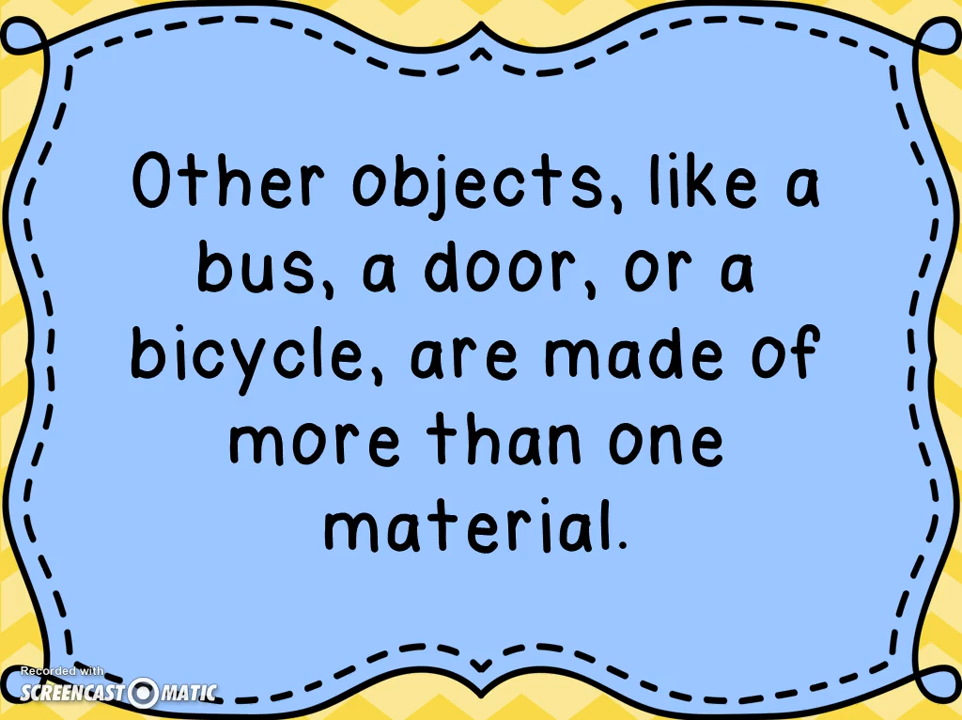 Other objects, like a
bus, a door, or a
bicycle, are made of
more than one
material.
Recorded with
SCREENCAST MATIC